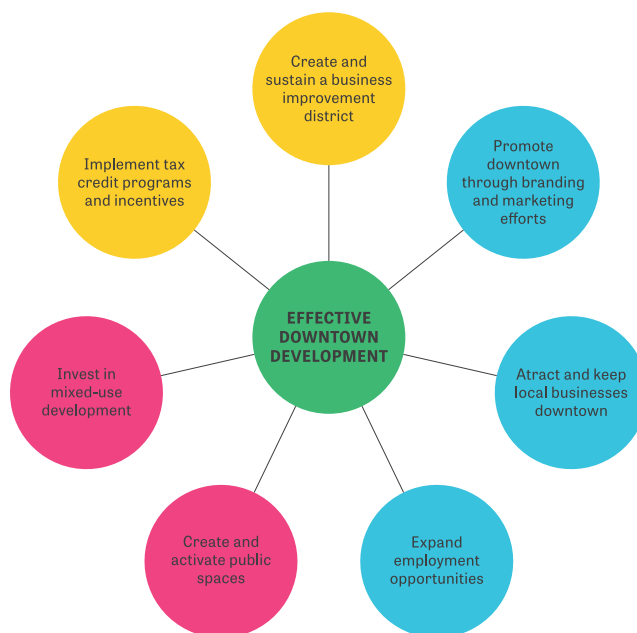 Create and
sustain a business
improvement
district
Promote
downtown
through branding
and marketing
efforts
Implement tax
credit programs
and incentives
EFFECTIVE
DOWNTOWN
DEVELOPMENT
Invest in
mixed-use
development
Atract and keep
local businesses
downtown
Create and
activate public
spaces
Expand
employment
opportunities